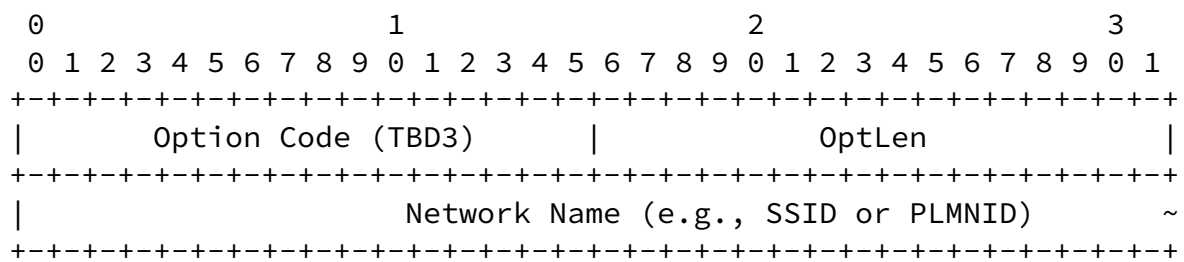 0                   1                   2                   3
 0 1 2 3 4 5 6 7 8 9 0 1 2 3 4 5 6 7 8 9 0 1 2 3 4 5 6 7 8 9 0 1
+-+-+-+-+-+-+-+-+-+-+-+-+-+-+-+-+-+-+-+-+-+-+-+-+-+-+-+-+-+-+-+-+
|       Option Code (TBD3)      |            OptLen             |
+-+-+-+-+-+-+-+-+-+-+-+-+-+-+-+-+-+-+-+-+-+-+-+-+-+-+-+-+-+-+-+-+
|                     Network Name (e.g., SSID or PLMNID)       ~
+-+-+-+-+-+-+-+-+-+-+-+-+-+-+-+-+-+-+-+-+-+-+-+-+-+-+-+-+-+-+-+-+